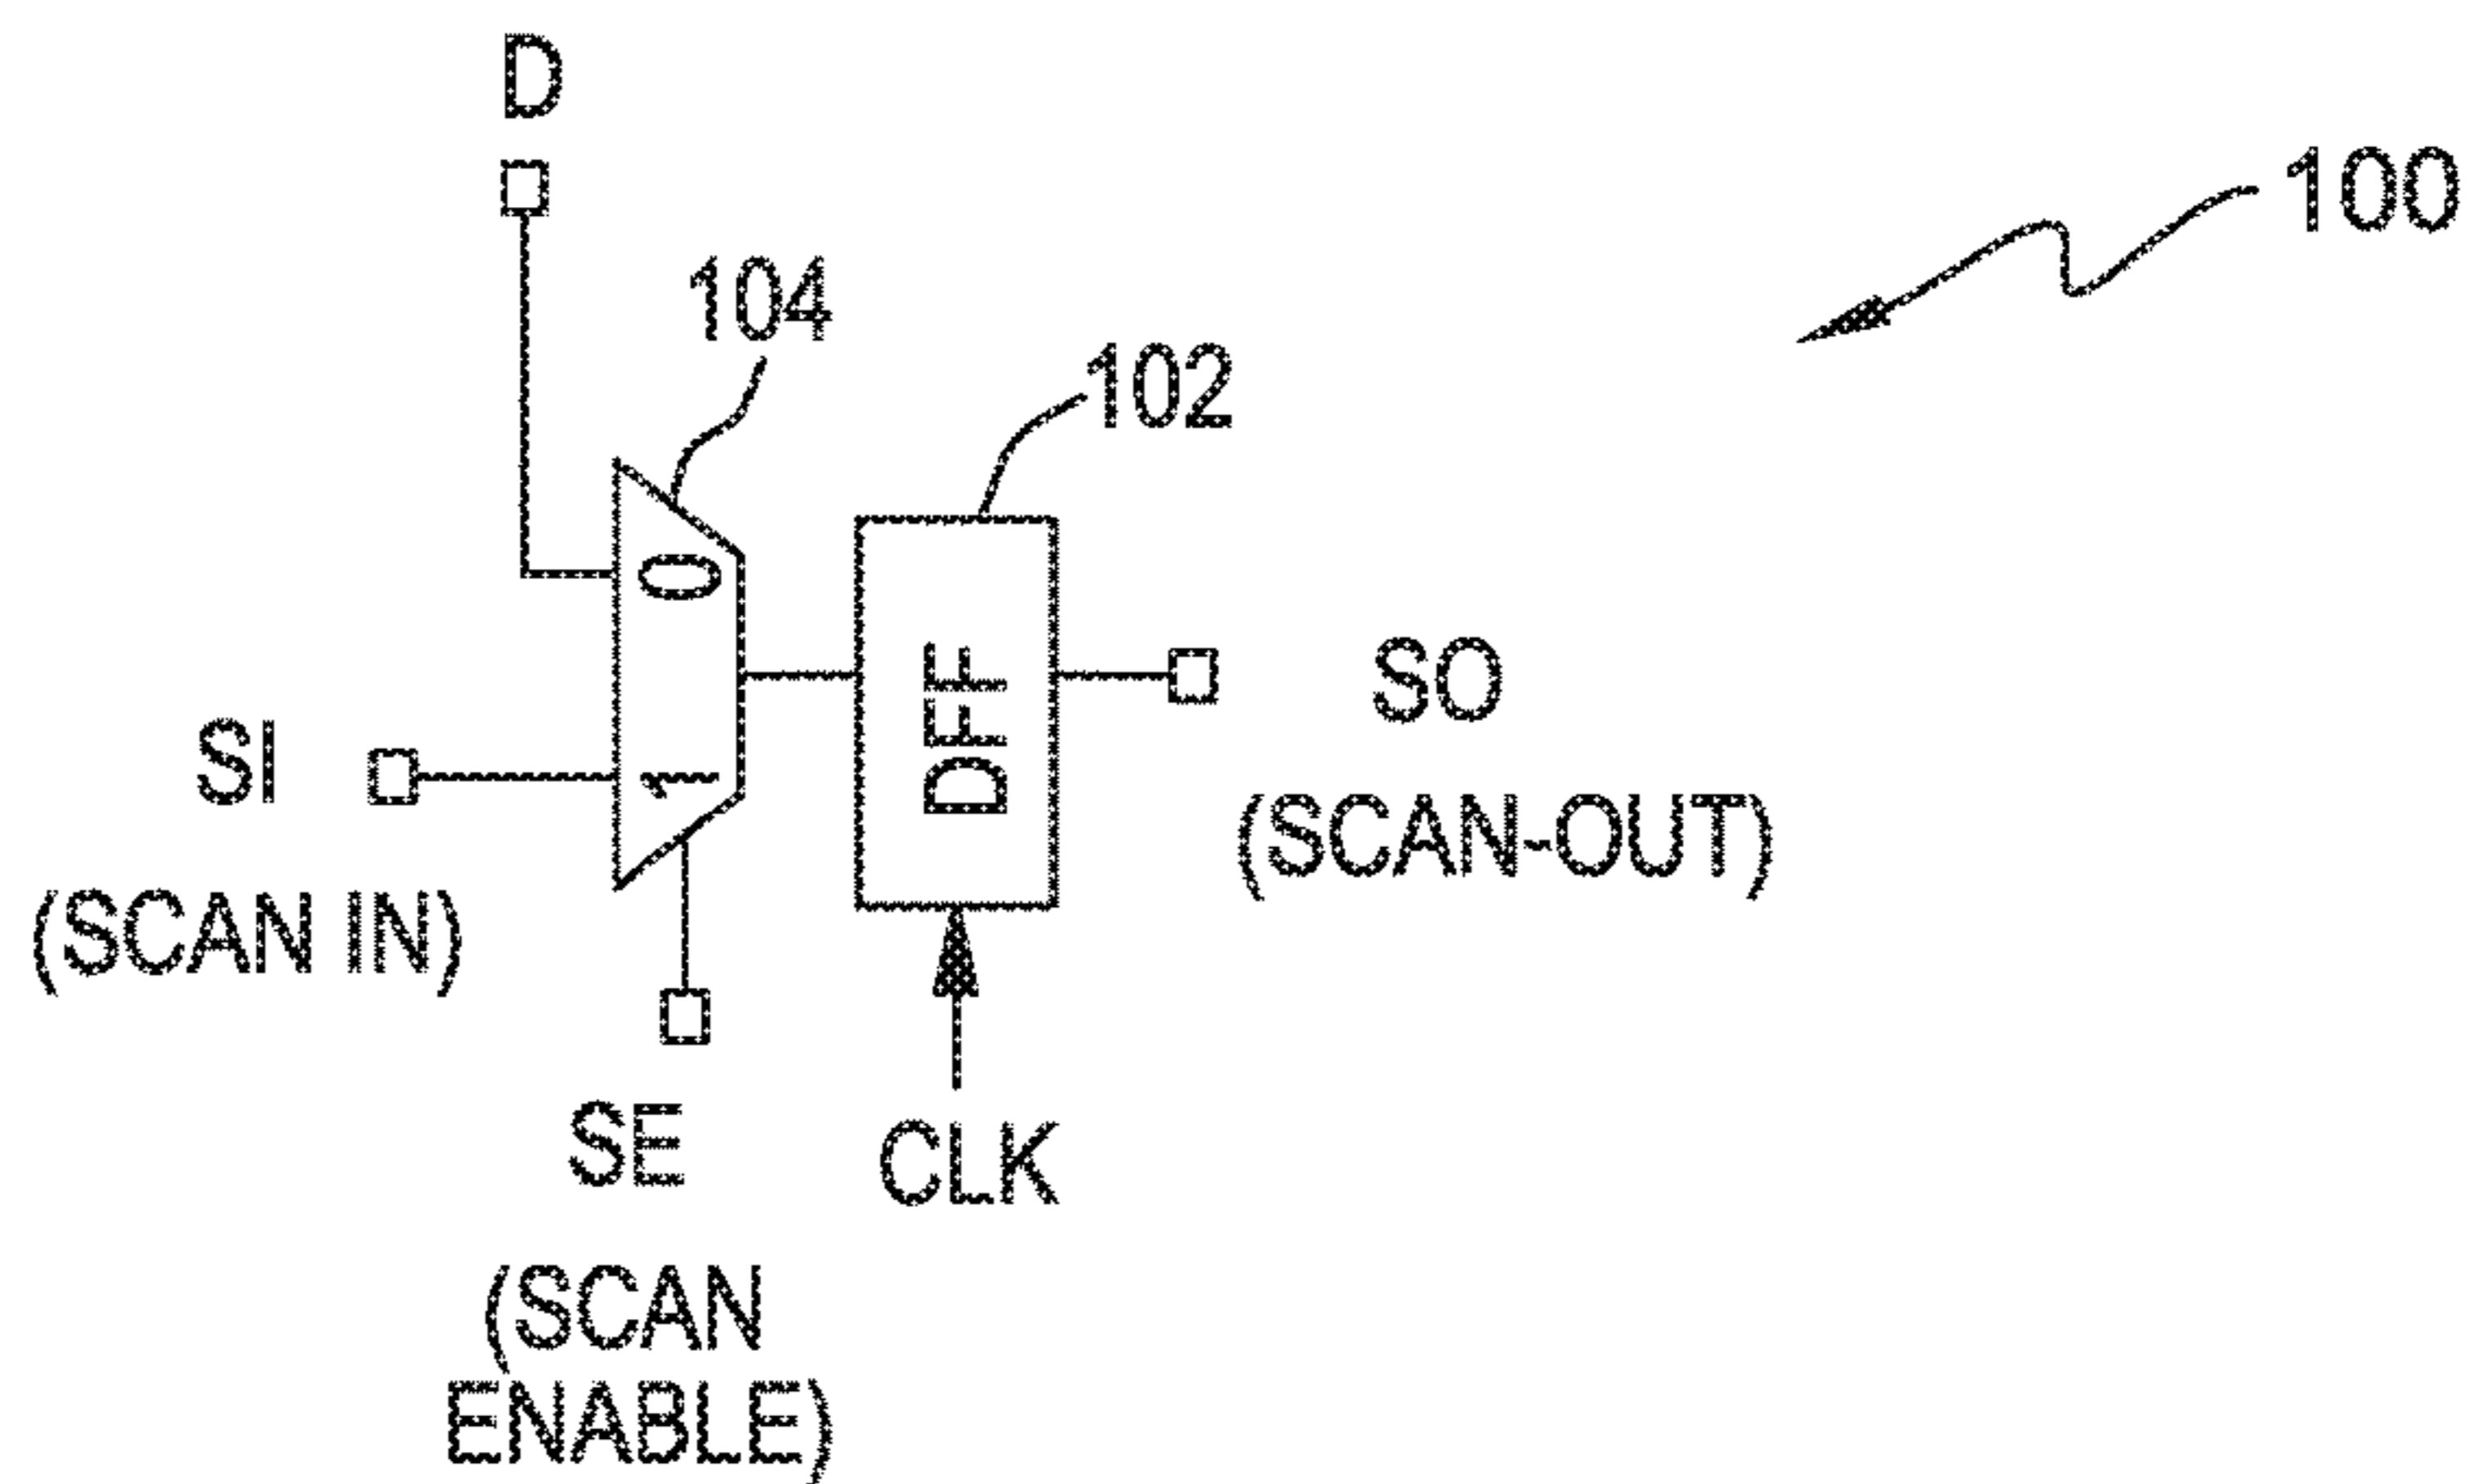 D
100
104
102
0
DFF
SO
SI
1
(SCAN-OUT)
(SCAN IN)
SE
CLK
(SCAN
ENABLE)